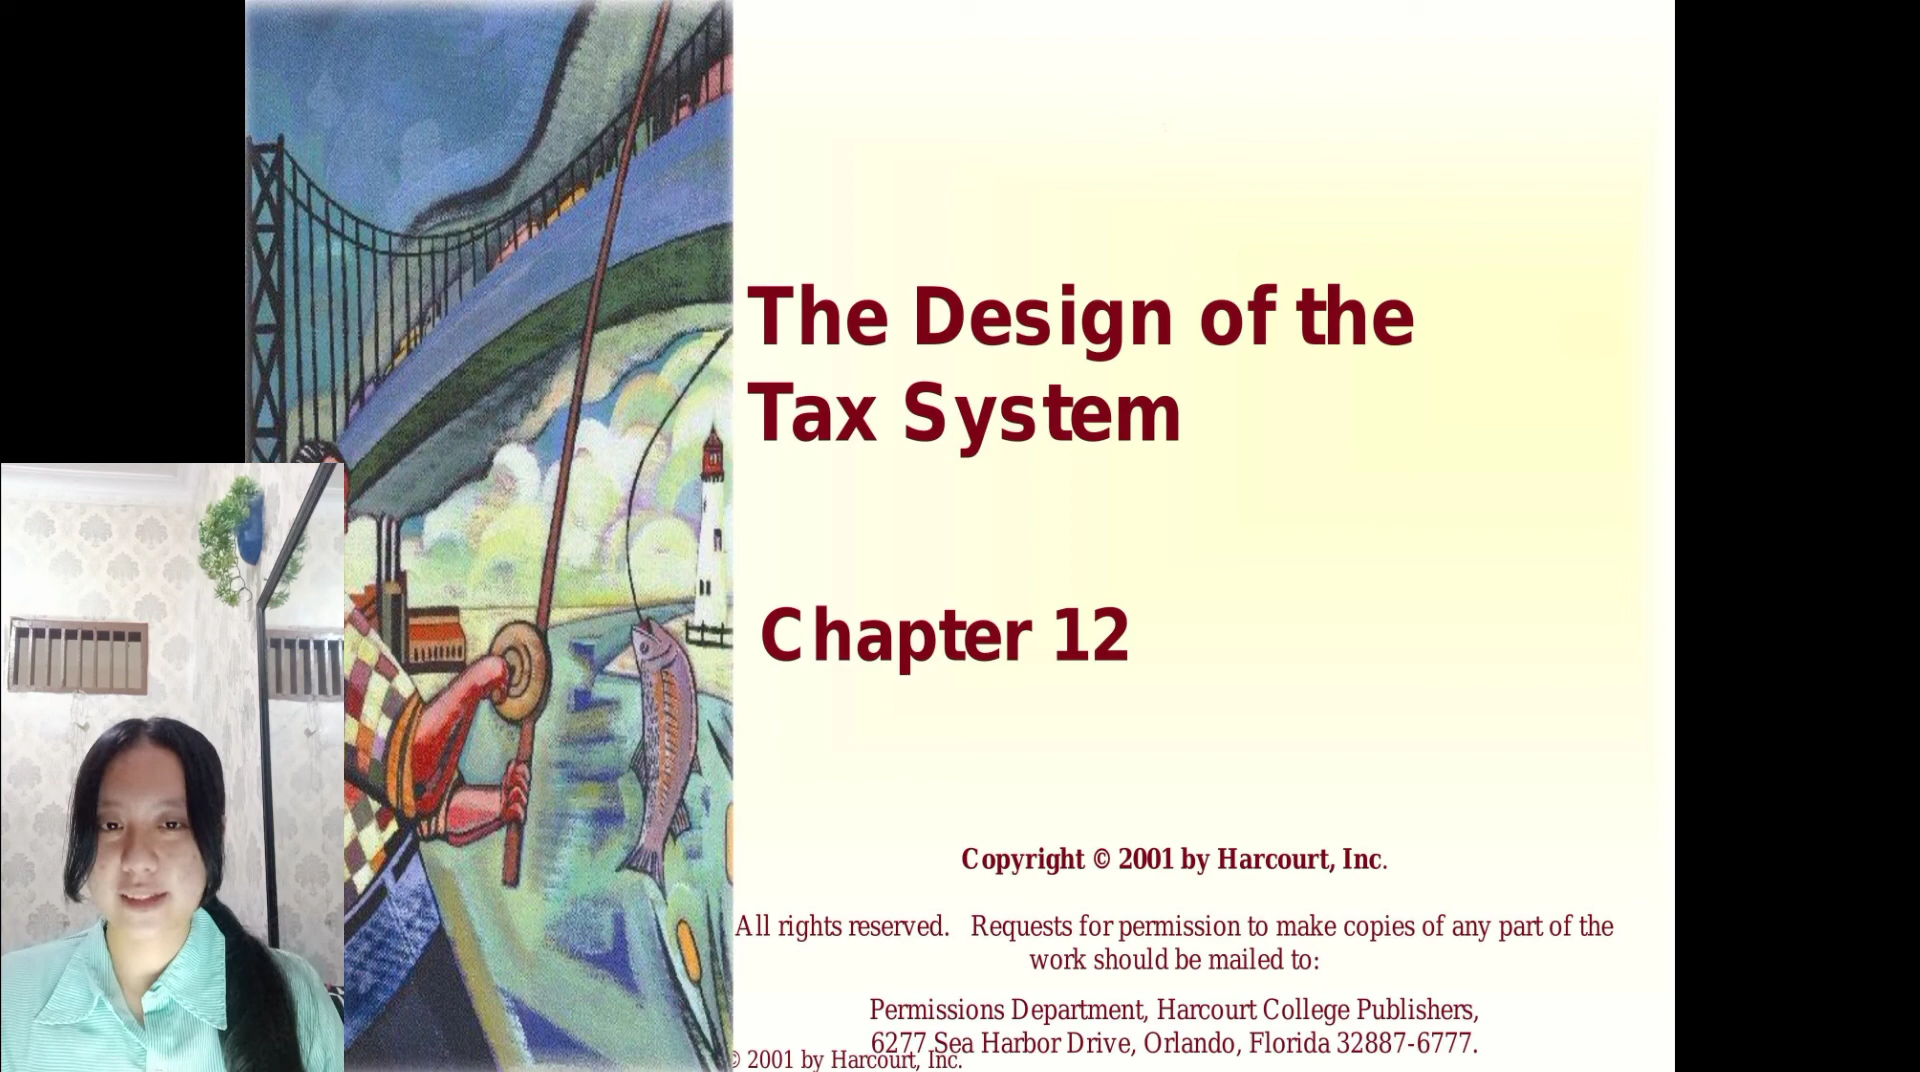 The Design of the
Tax System
Chapter 12
Copyright © 2001 by Harcourt, Inc.
All rights reserved. Requests for permission to make copies of any part of the
work should be mailed to:
Permissions Department, Harcourt College Publishers,
6277 Sea Harbor Drive, Orlando, Florida 32887-6777.
© 2001 by Harcourt, Inc.